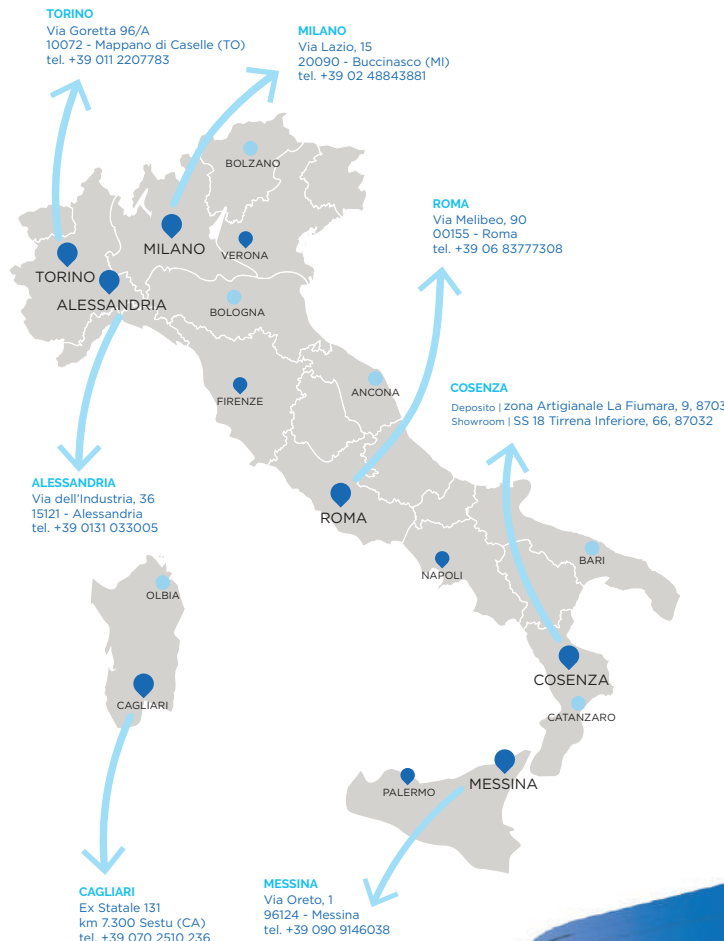 TORINO
Via Goretta 96/A
10072 - Mappano di Caselle (TO)
tel. +39 011 2207783
MILANO
Via Lazio, 15
20090 - Buccinasco (MI)
tel. +39 02 48843881
BOLZANO
ROMA
Via Melibeo, 90
00155 - Roma
tel. +39 06 83777308
MILANO
VERONA
TORINO
ALESSANDRIA
BOLOGNA
FIRENZE
ANCONA
COSENZA
Deposito | zona Artigianale La Fiumara, 9, 8703
Showroom | SS 18 Tirrena Inferiore, 66, 87032
ALESSANDRIA
Via dell'Industria, 36
15121 - Alessandria
tel. +39 0131 033005
ROMA
NAPOLI
BARI
OLBIA
COSENZA
CAGLIARI
CATANZARO
MESSINA
PALERMO
CAGLIARI
Ex Statale 131
km 7.300 Sestu (CA)
tel. +39 070 2510 236
MESSINA
Via Oreto, 1
96124 - Messina
tel. +39 090 9146038